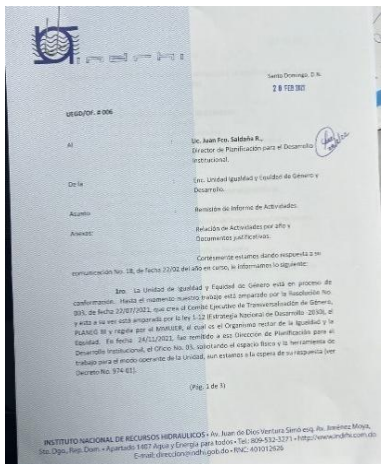 indrhi
Santo Domingo, D.N.
28 FEB 2022
UEGD/OF. # 006
Al : Lic. Juan Fco. Saldaña R.,
Director de Planificación para el Desarrollo
Institucional.
De la : Enc. Unidad Igualdad y Equidad de Género y
Desarrollo.
Asunto : Remisión de Informe de Actividades.
Anexos: : Relación de Actividades por año y
Documentos justificativos.
Cortésmente estamos dando respuesta a su
comunicación No. 18, de fecha 22/02 del año en curso, le informamos lo siguiente:
1ro. La Unidad de Igualdad y Equidad de Género está en proceso de
conformación. Hasta el momento nuestro trabajo está amparado por la Resolución No.
003, de fecha 22/07/2021, que crea el Comité Ejecutivo de Transversalización de Género,
y esta a su vez está amparada por la ley 1-12 (Estrategia Nacional de Desarrollo -2030), el
PLANEG III y regida por el MMUJER, el cual es el Organismo rector de la Igualdad y la
Equidad. En fecha 24/11/2021, fue remitido a esa Dirección de Planificación para el
Desarrollo Institucional, el Oficio No. 03, solicitando el espacio físico y la herramienta de
trabajo para el modo operante de la Unidad, aun estamos a la espera de su respuesta (ver
Decreto No. 974-01).
(Pág. 1 de 3)
INSTITUTO NACIONAL DE RECURSOS HIDRAULICOS • Av. Juan de Dios Ventura Simó esq. Av. Jiménez Moya,
Sto. Dgo., Rep. Dom. • Apartado 1407 Agua y Energía para todos • Tel.: 809-532-3271 • http://www.indrhi.com.do
E-mail: direccion@indrhi.gob.do • RNC: 401012626